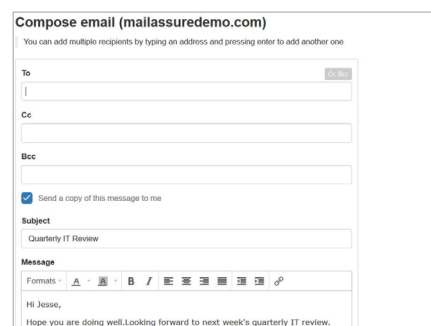 Compose email (mailassuredemo.com)
You can add multiple recipients by typing an address and pressing enter to add another one
To
Cc Bcc
Cc
Bcc
Send a copy of this message to me
Subject
Quarterly IT Review
Message
Formats A A B I
Hi Jesse,
Hope you are doing well.Looking forward to next week's quarterly IT review.